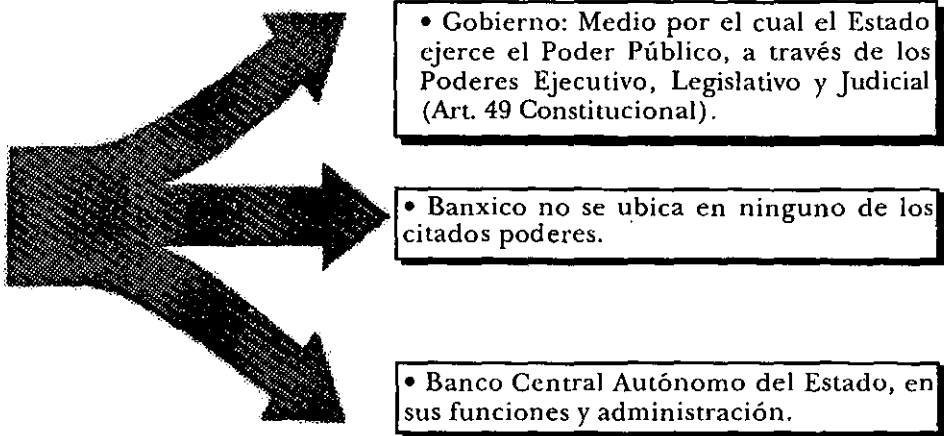 • Gobierno: Medio por el cual el Estado
ejerce el Poder Público, a través de los
Poderes Ejecutivo, Legislativo y Judicial
(Art. 49 Constitucional).
• Banxico no se ubica en ninguno de los
citados poderes.
• Banco Central Autónomo del Estado, en
sus funciones y administración.